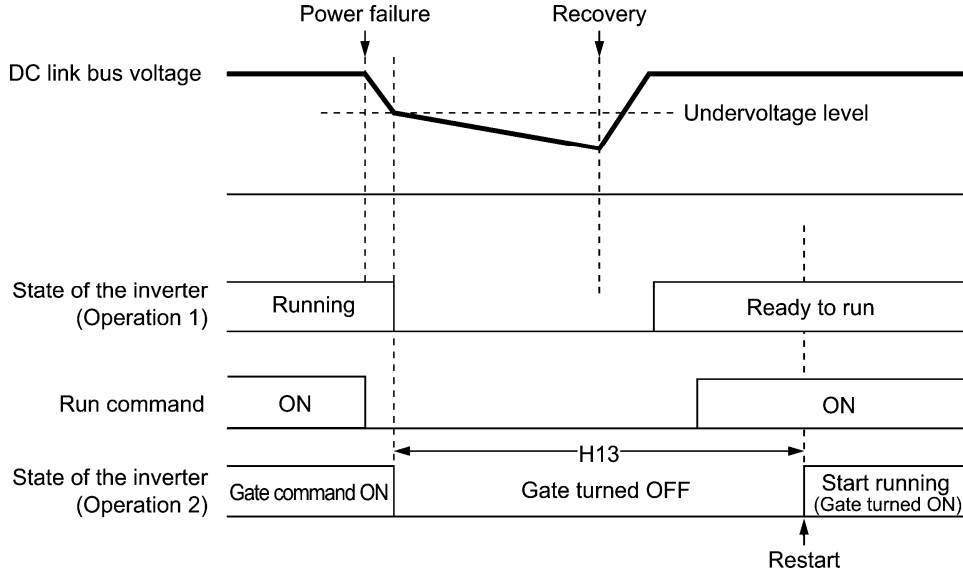 Power failure
Recovery
DC link bus voltage
Undervoltage level
State of the inverter
(Operation 1)
Running
Ready to run
Run command
ON
ON
H13
State of the inverter
(Operation 2)
Gate command ON
Gate turned OFF
Start running
(Gate turned ON)
Restart